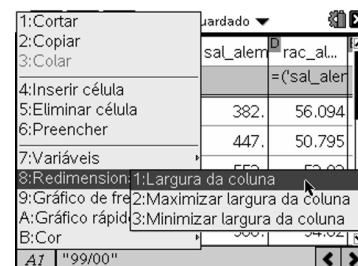 1:Cortar
2:Copiar
3:Colar
4:Inserir célula
5:Eliminar célula
6:Preencher
7:Variáveis
8:Redimension
9:Gráfico de fre
A:Gráfico rápid
B:Cor
1:Largura da coluna
2:Maximizar largura da coluna
3:Minimizar largura da coluna
uardado
sal_alem D rac_al...
=('sal_aler
382. 56.094
447. 50.795
A1 "99/00"